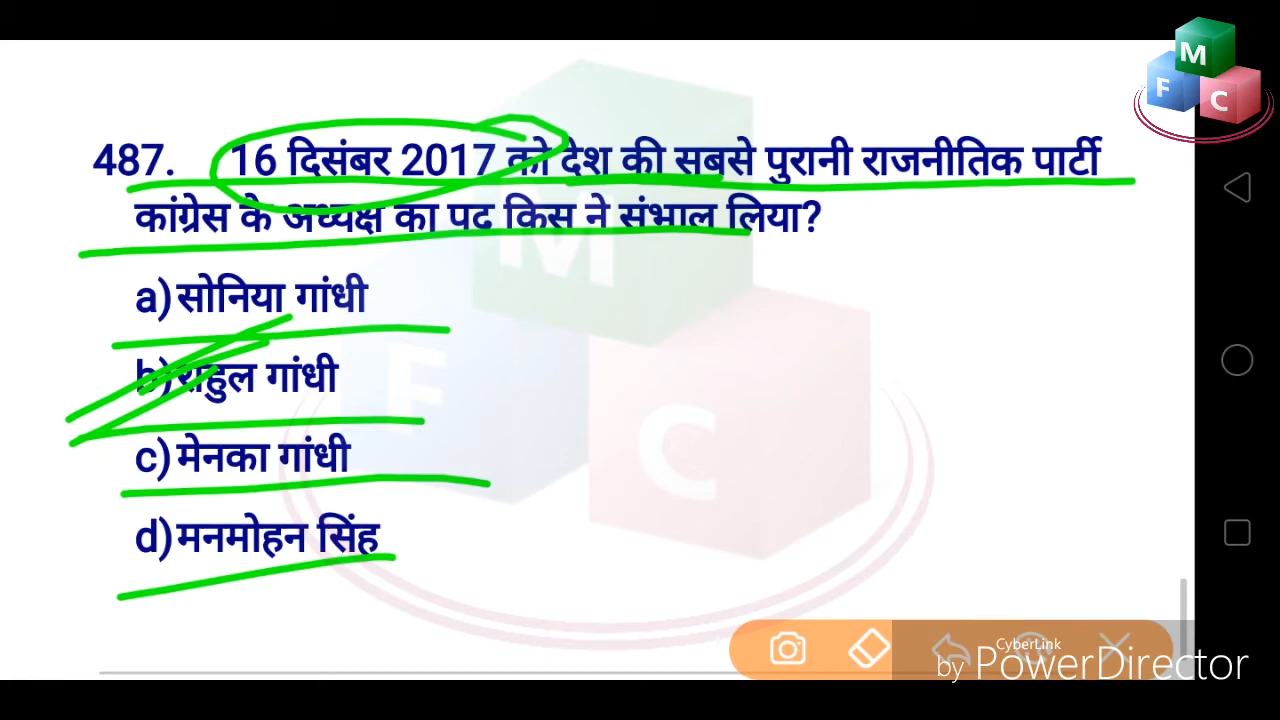 M
F
C
487. 16 दिसंबर 2017 को देश की सबसे पुरानी राजनीतिक पार्टी
कांग्रेस के अध्यक्ष का पद किस ने संभाल लिया?
a) सोनिया गांधी
b) राहुल गांधी
c) मेनका गांधी
d) मनमोहन सिंह
M
F
C
CyberLink
by PowerDirector